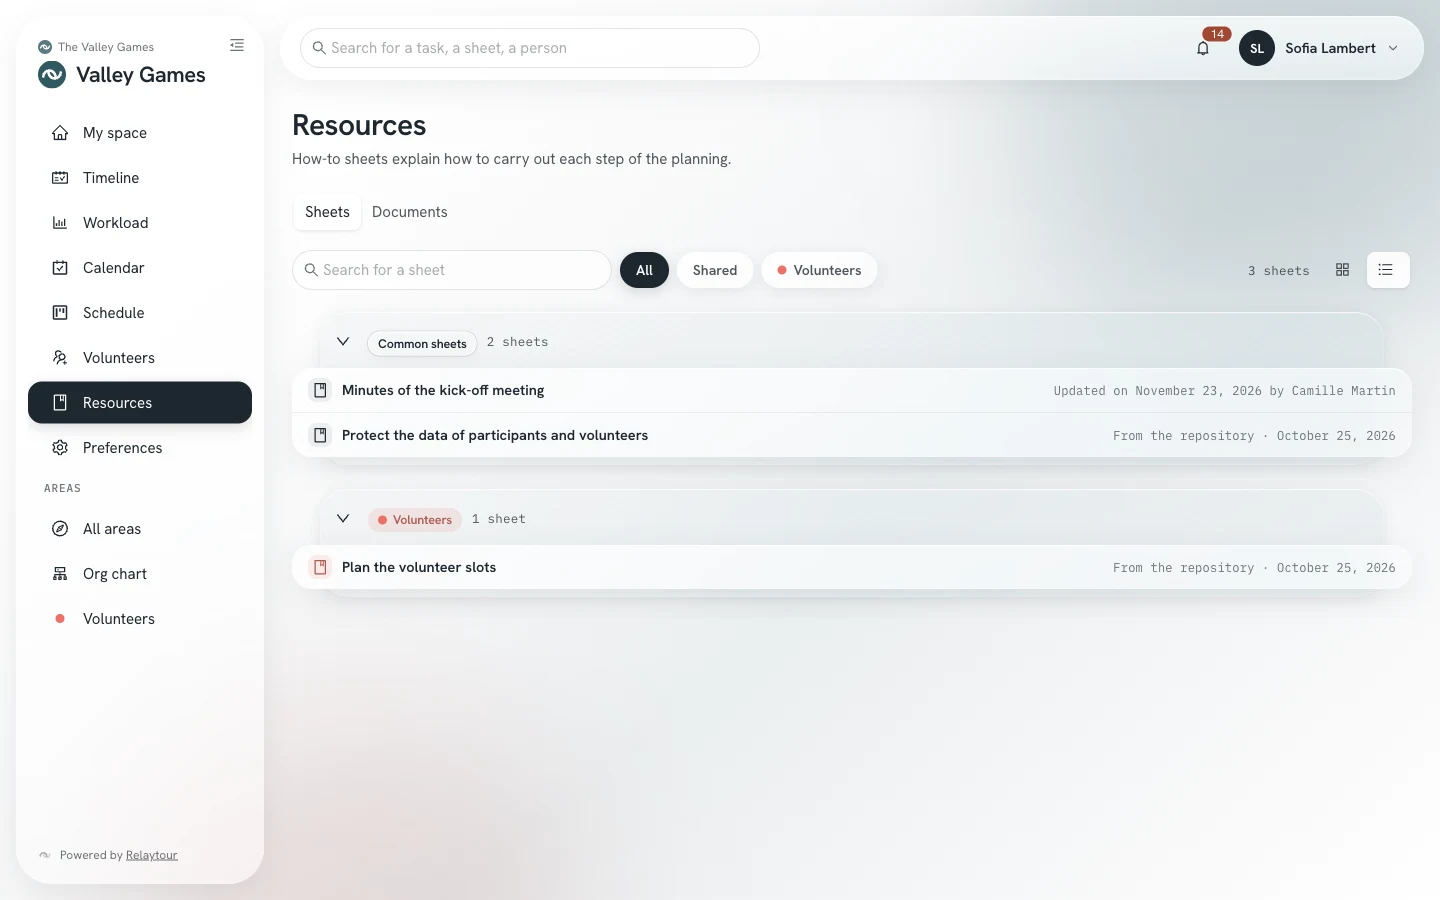 The Valley Games
Valley Games
My space
Timeline
Workload
Calendar
Schedule
Volunteers
Resources
Preferences
AREAS
All areas
Org chart
Volunteers
Powered by Relaytour
Search for a task, a sheet, a person
14
SL
Sofia Lambert
Resources
How-to sheets explain how to carry out each step of the planning.
Sheets
Documents
Search for a sheet
All
Shared
Volunteers
3 sheets
Common sheets
2 sheets
Minutes of the kick-off meeting
Updated on November 23, 2026 by Camille Martin
Protect the data of participants and volunteers
From the repository · October 25, 2026
Volunteers
1 sheet
Plan the volunteer slots
From the repository · October 25, 2026